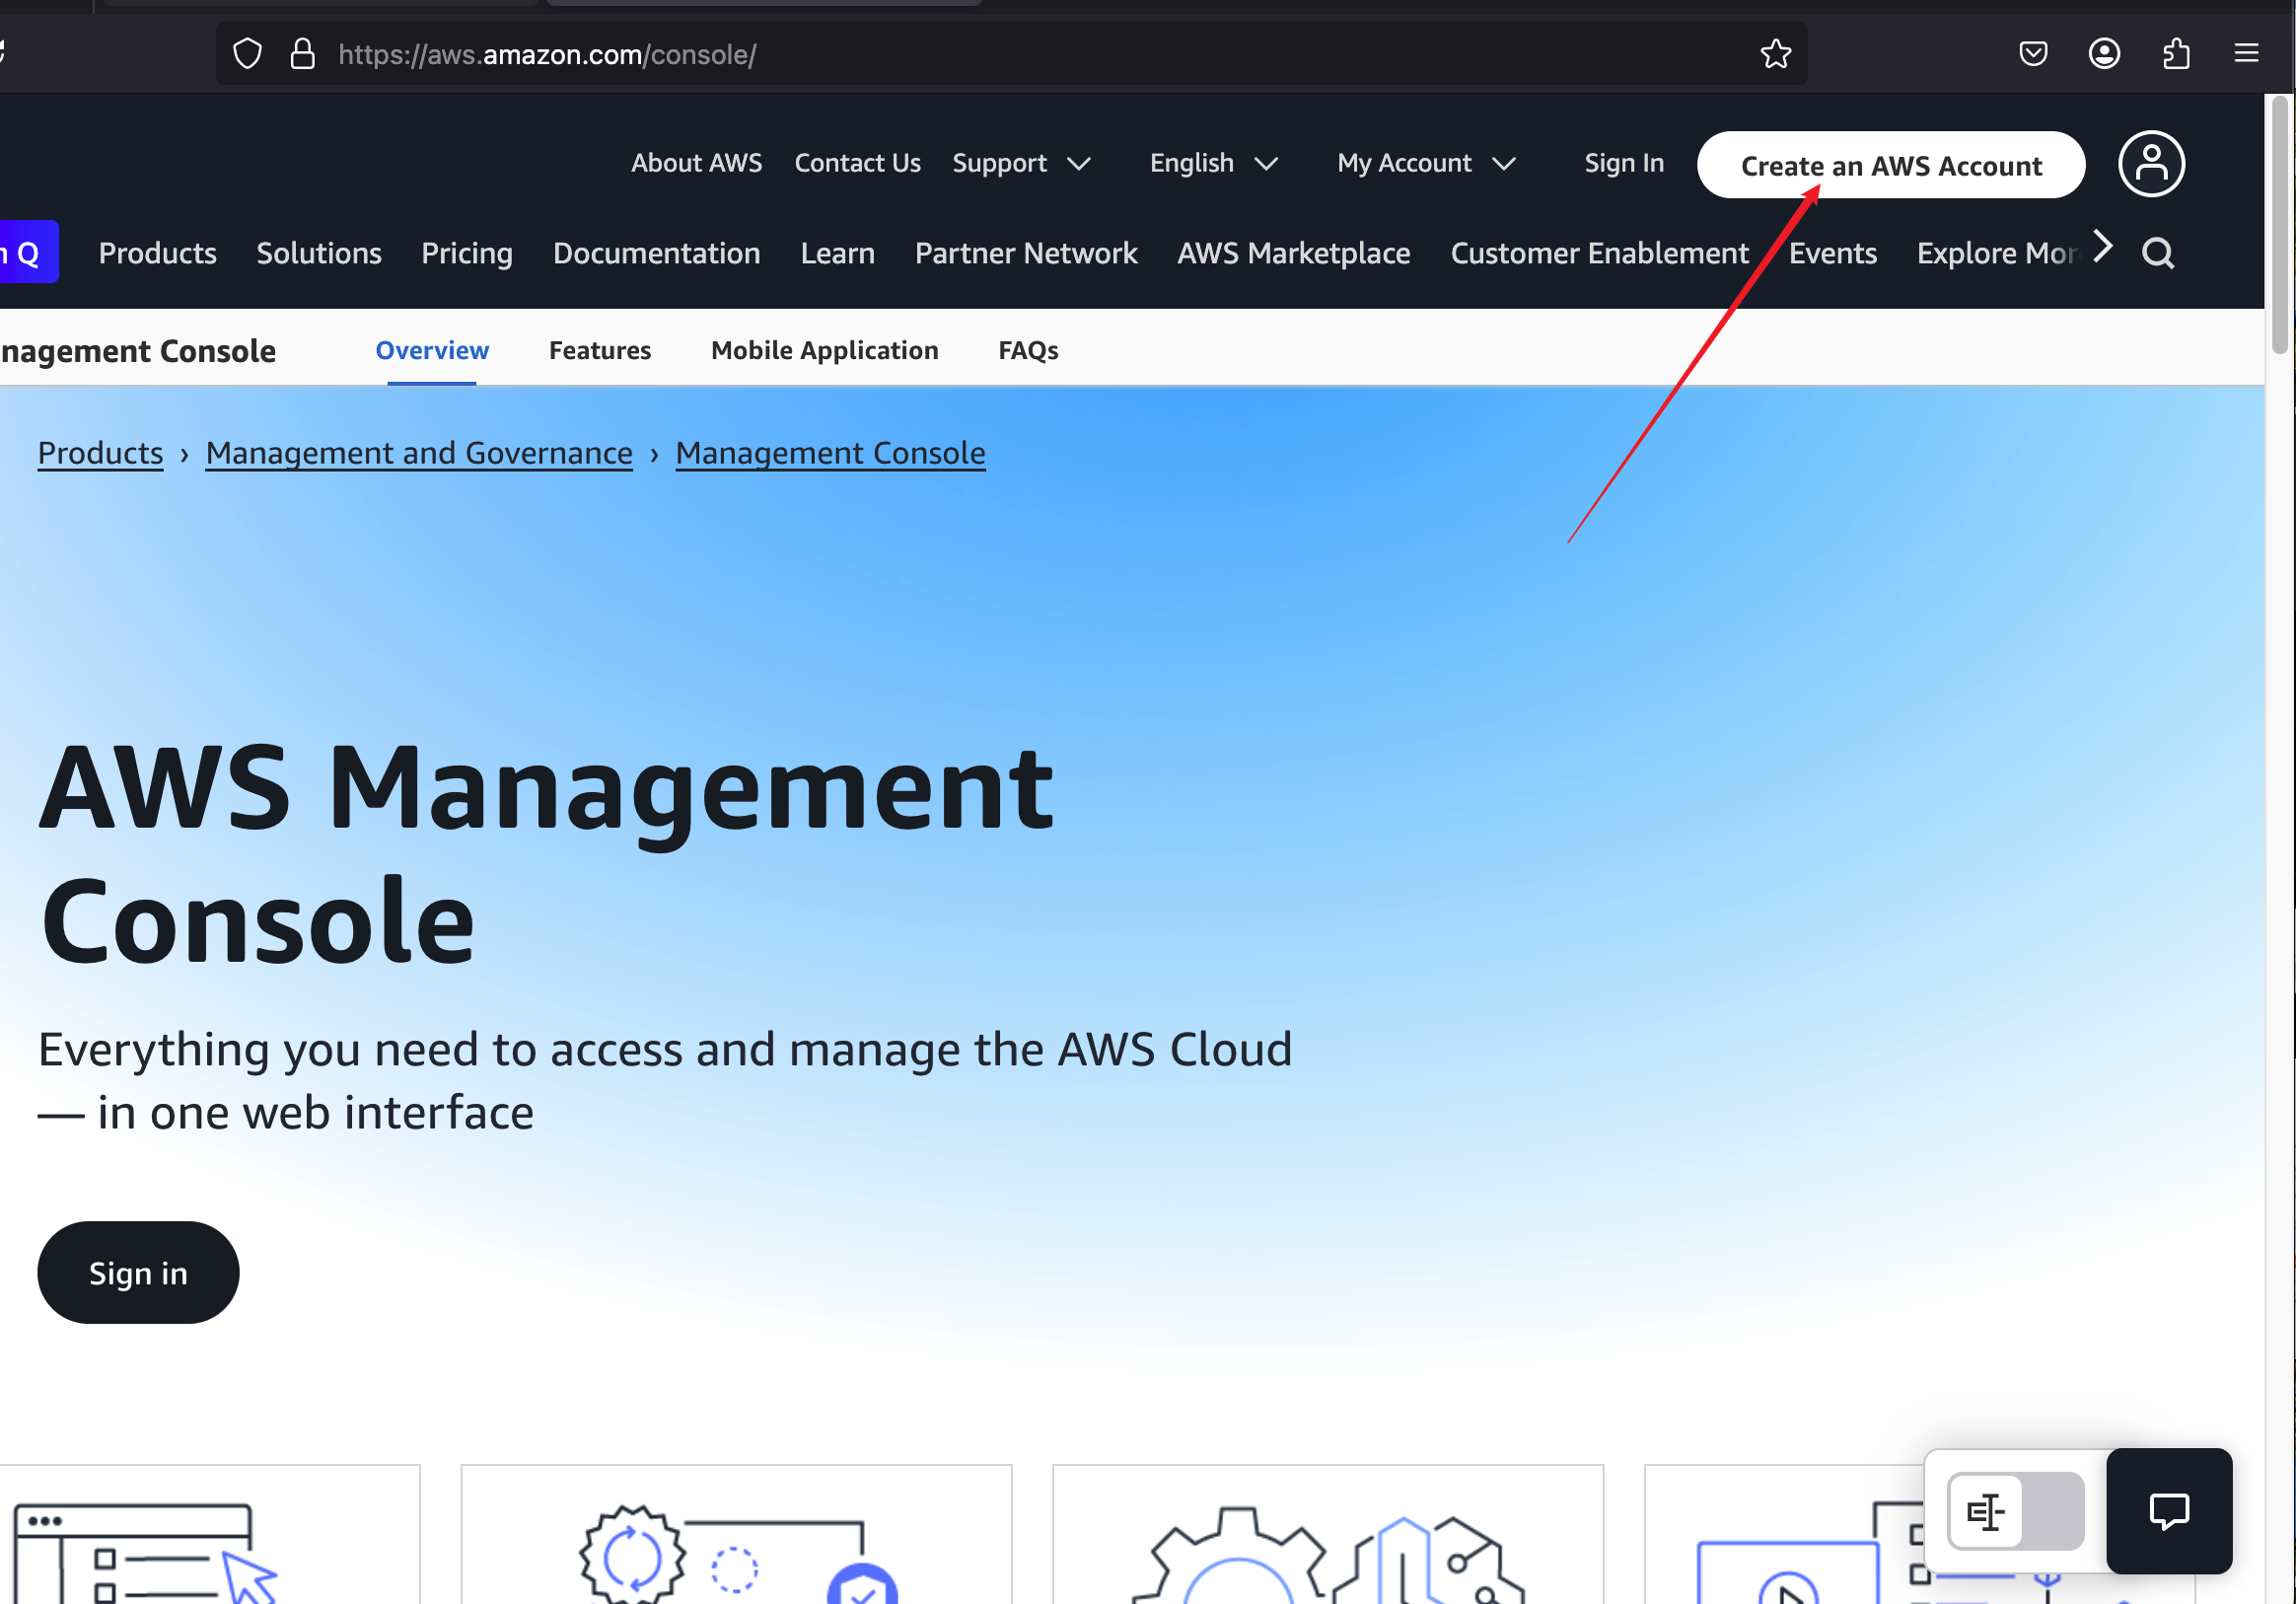 https://aws.amazon.com/console/
About AWS Contact Us Support English My Account Sign In Create an AWS Account
Q Products Solutions Pricing Documentation Learn Partner Network AWS Marketplace Customer Enablement Events Explore Mor
nagement Console Overview Features Mobile Application FAQs
Products › Management and Governance › Management Console
AWS Management
Console
Everything you need to access and manage the AWS Cloud
— in one web interface
Sign in